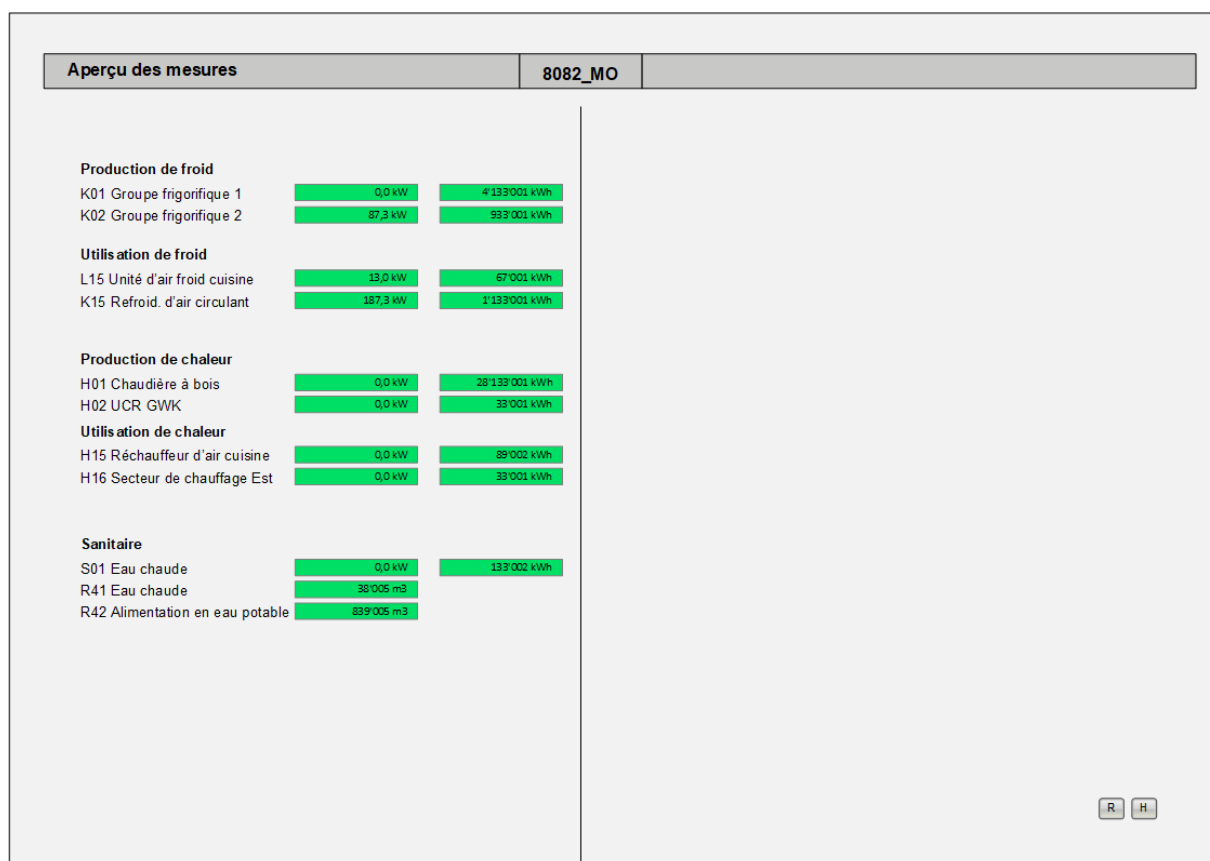 Aperçu des mesures 8082_MO
Production de froid
K01 Groupe frigorifique 1 0,0 kW 4'133'001 kWh
K02 Groupe frigorifique 2 87,3 kW 933'001 kWh
Utilisation de froid
L15 Unité d'air froid cuisine 13,0 kW 67'001 kWh
K15 Refroid. d'air circulant 187,3 kW 1'133'001 kWh
Production de chaleur
H01 Chaudière à bois 0,0 kW 28'133'001 kWh
H02 UCR GWK 0,0 kW 33'001 kWh
Utilisation de chaleur
H15 Réchauffeur d'air cuisine 0,0 kW 89'002 kWh
H16 Secteur de chauffage Est 0,0 kW 33'001 kWh
Sanitaire
S01 Eau chaude 0,0 kW 133'002 kWh
R41 Eau chaude 38'005 m3
R42 Alimentation en eau potable 839'005 m3
R H